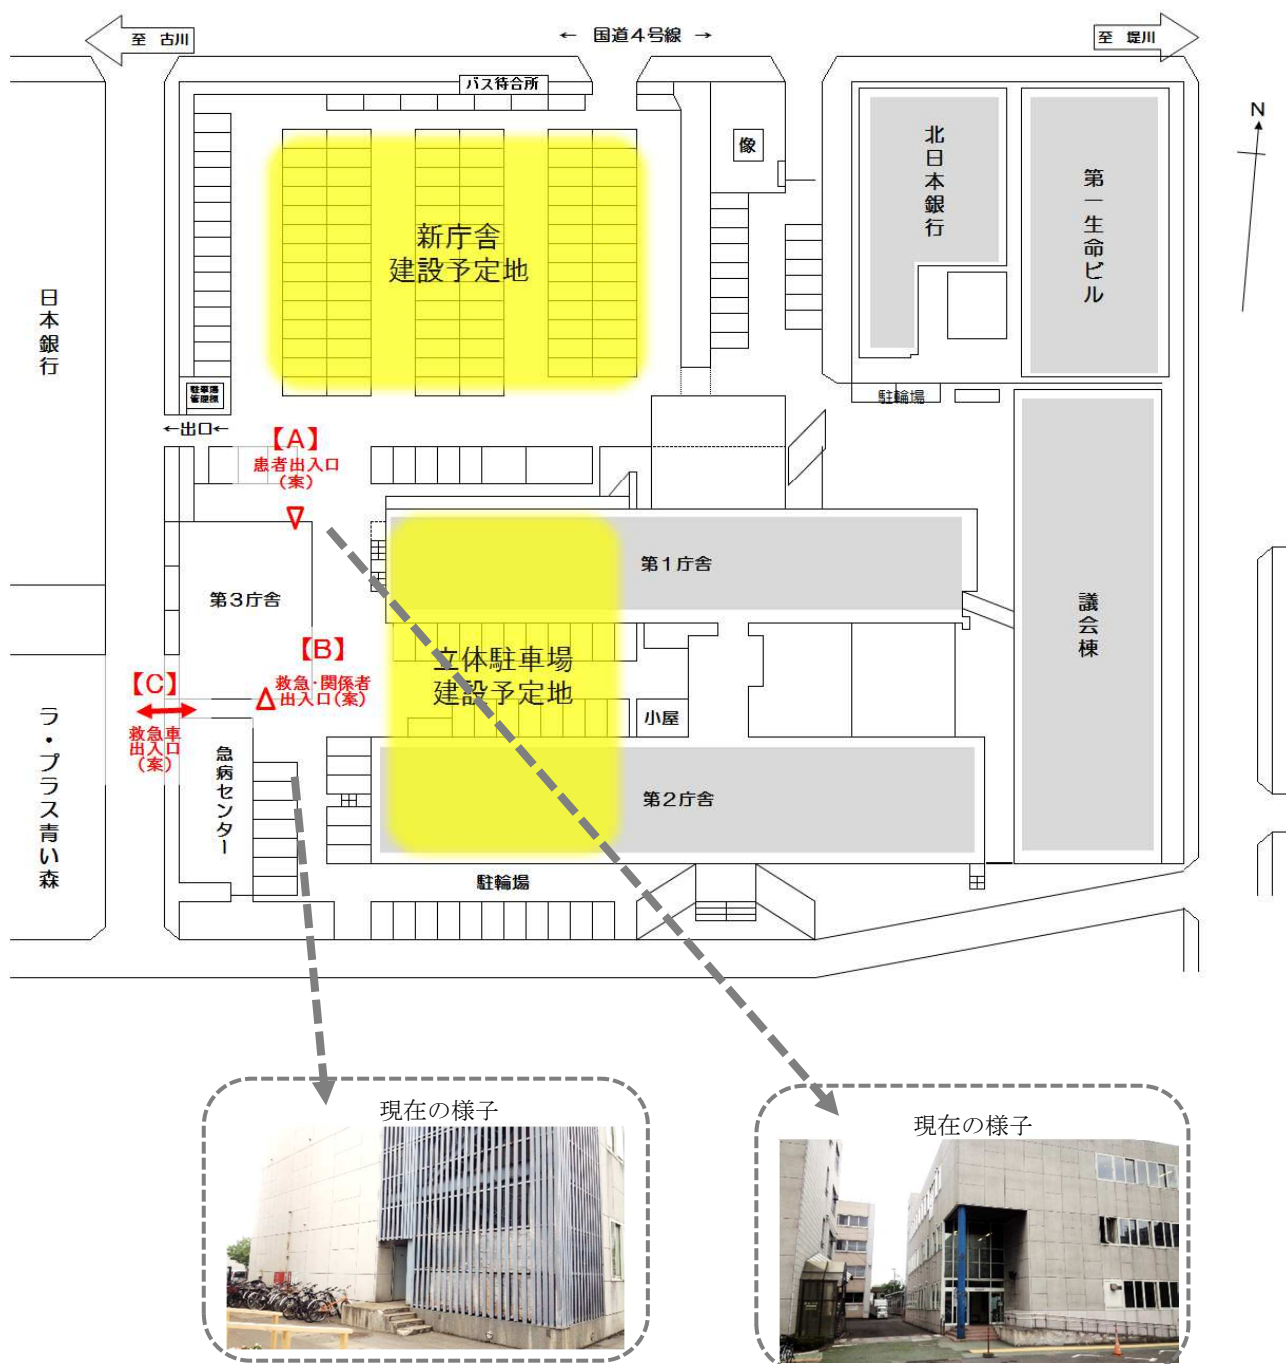 至 古川
← 国道4号線 →
至 堤川
バス待合所
像
N
北日本銀行
第一生命ビル
新庁舎
建設予定地
日本銀行
駐車場
管理棟
駐輪場
←出口←
【A】
患者出入口
(案)
第1庁舎
第3庁舎
議会棟
【B】
救急・関係者
出入口(案)
立体駐車場
建設予定地
【C】
救急車
出入口
(案)
小屋
ラ・プラス青い森
急病センター
第2庁舎
駐輪場
現在の様子
現在の様子